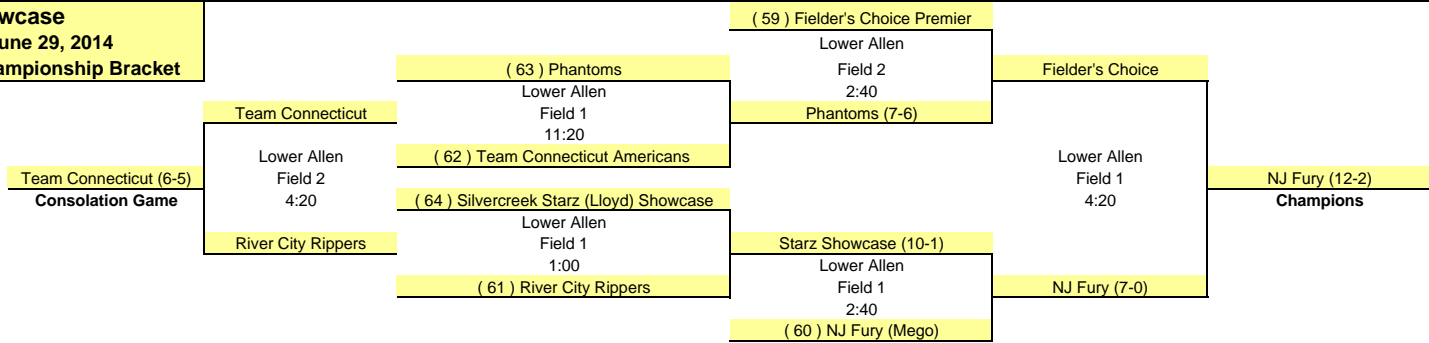 wcase
une 29, 2014
ampionship Bracket
( 59 ) Fielder's Choice Premier
Lower Allen
Field 2
2:40
( 63 ) Phantoms
Fielder's Choice
Lower Allen
Field 1
11:20
Team Connecticut
Phantoms (7-6)
Lower Allen
Field 2
4:20
( 62 ) Team Connecticut Americans
Lower Allen
Field 1
4:20
Team Connecticut (6-5)
Consolation Game
NJ Fury (12-2)
Champions
( 64 ) Silvercreek Starz (Lloyd) Showcase
Lower Allen
Field 1
1:00
River City Rippers
Starz Showcase (10-1)
Lower Allen
Field 1
2:40
( 61 ) River City Rippers
NJ Fury (7-0)
( 60 ) NJ Fury (Mego)